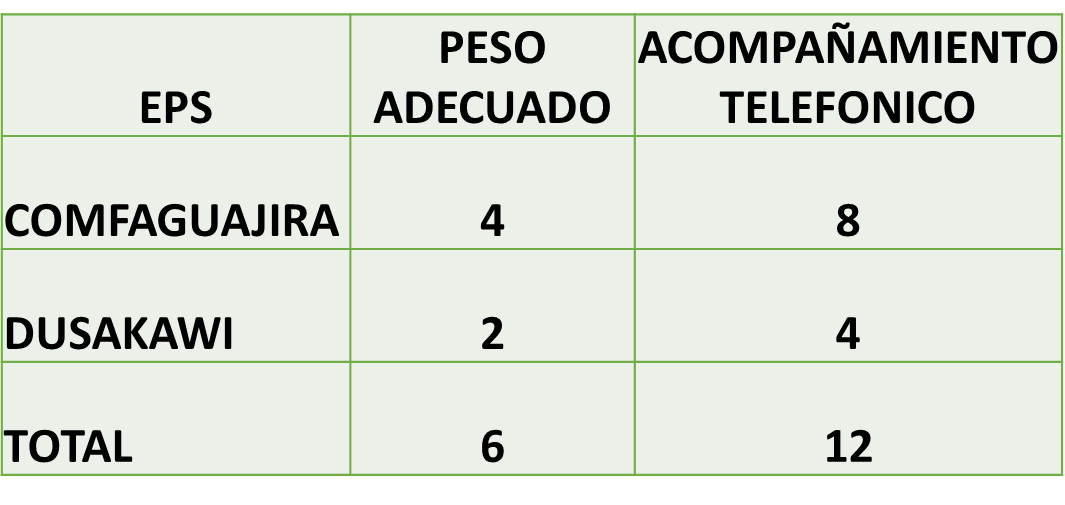 EPS PESO ADECUADO ACOMPAÑAMIENTO TELEFONICO
COMFAGUAJIRA 4 8
DUSAKAWI 2 4
TOTAL 6 12